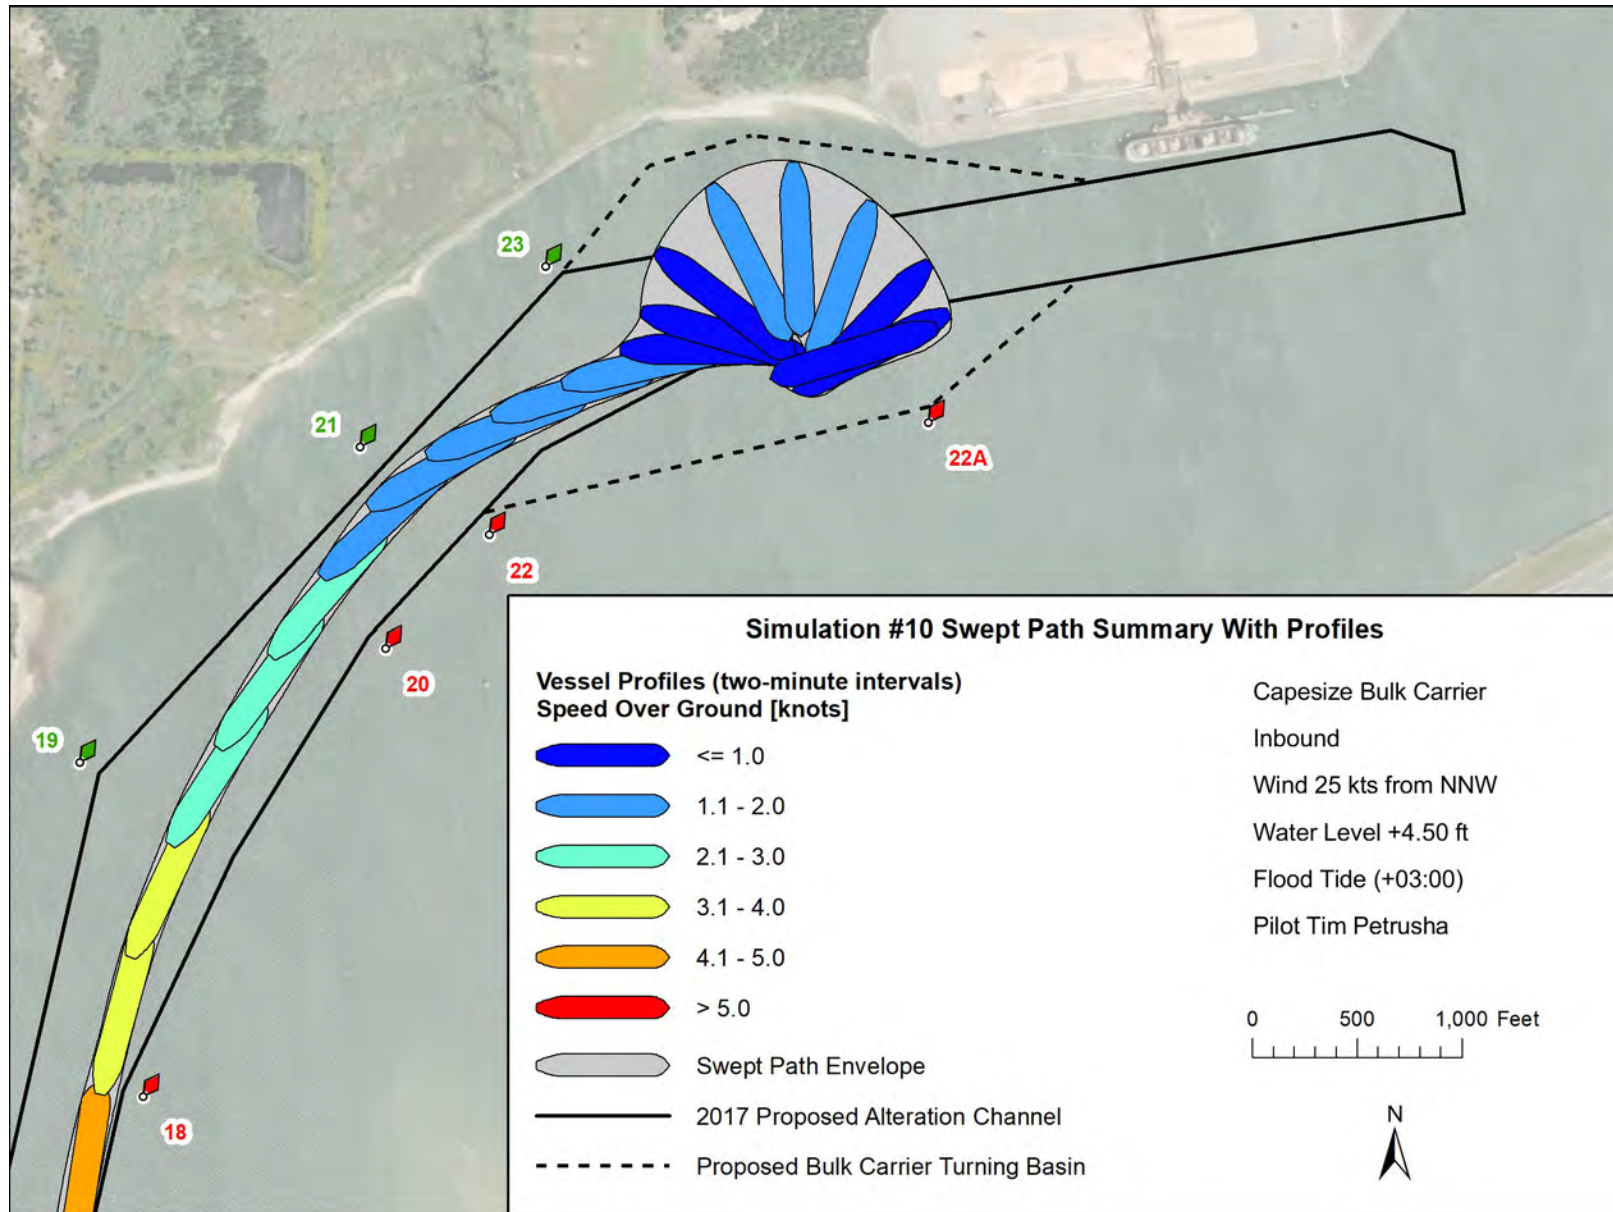 23
21
22A
22
20
19
18
Simulation #10 Swept Path Summary With Profiles
Vessel Profiles (two-minute intervals)
Speed Over Ground [knots]
<= 1.0
1.1 - 2.0
2.1 - 3.0
3.1 - 4.0
4.1 - 5.0
> 5.0
Swept Path Envelope
2017 Proposed Alteration Channel
Proposed Bulk Carrier Turning Basin
Capesize Bulk Carrier
Inbound
Wind 25 kts from NNW
Water Level +4.50 ft
Flood Tide (+03:00)
Pilot Tim Petrusha
0 500 1,000 Feet
N